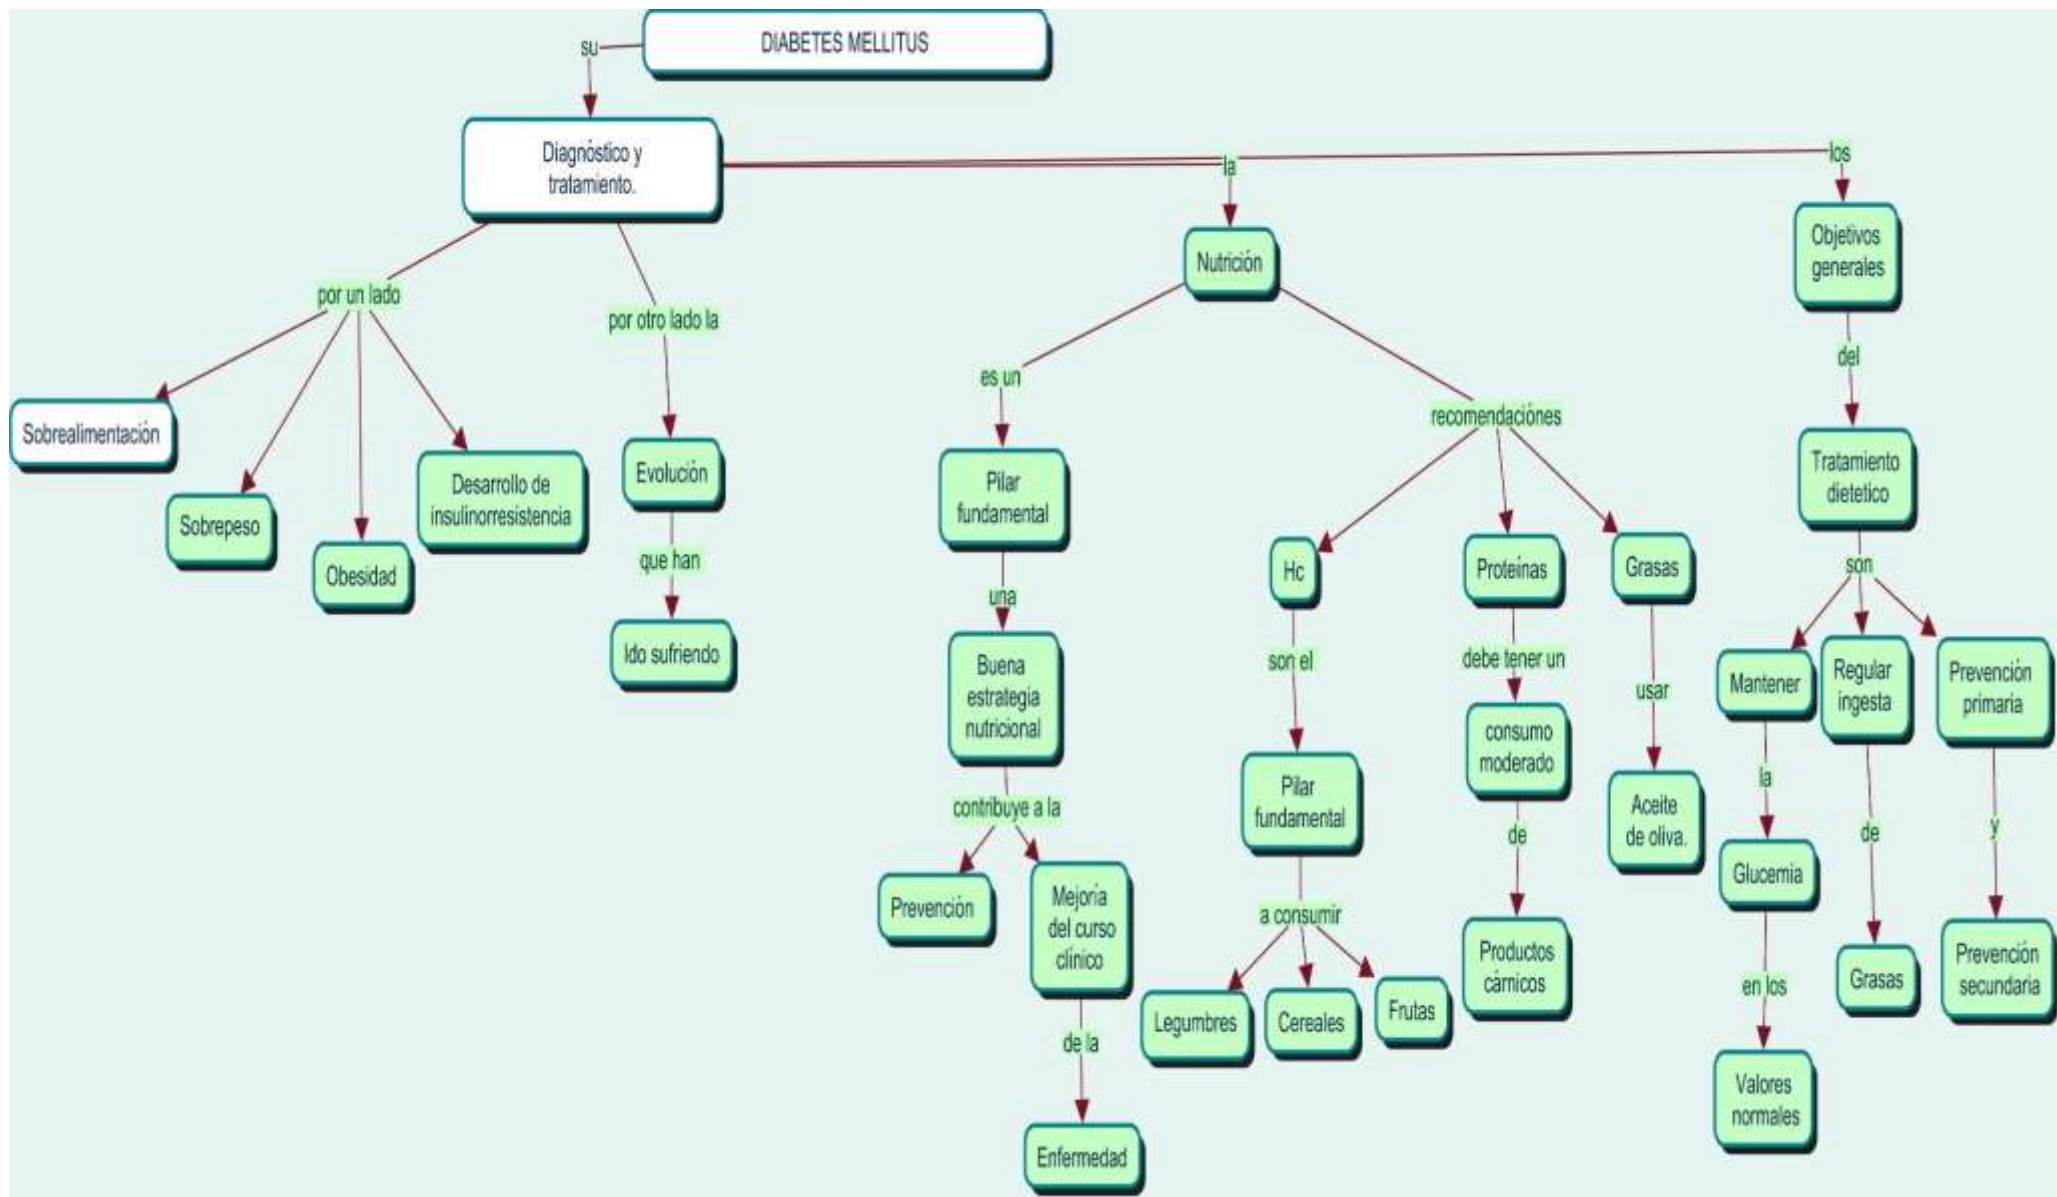 DIABETES MELLITUS
su
Diagnóstico y
tratamiento.
por un lado
Sobrealimentación
Sobrepeso
Obesidad
Desarrollo de
insulinorresistencia
por otro lado la
Evolución
que han
Ido sufriendo
la
Nutrición
es un
Pilar
fundamental
una
Buena
estrategia
nutricional
contribuye a la
Prevención
Mejoría
del curso
clínico
de la
Enfermedad
recomendaciónes
Hc
son el
Pilar
fundamental
a consumir
Legumbres
Cereales
Frutas
Proteínas
debe tener un
consumo
moderado
de
Productos
cárnicos
Grasas
usar
Aceite
de oliva.
los
Objetivos
generales
del
Tratamiento
dietetico
son
Mantener
la
Glucemia
en los
Valores
normales
Regular
ingesta
de
Grasas
Prevención
primaria
y
Prevención
secundaria